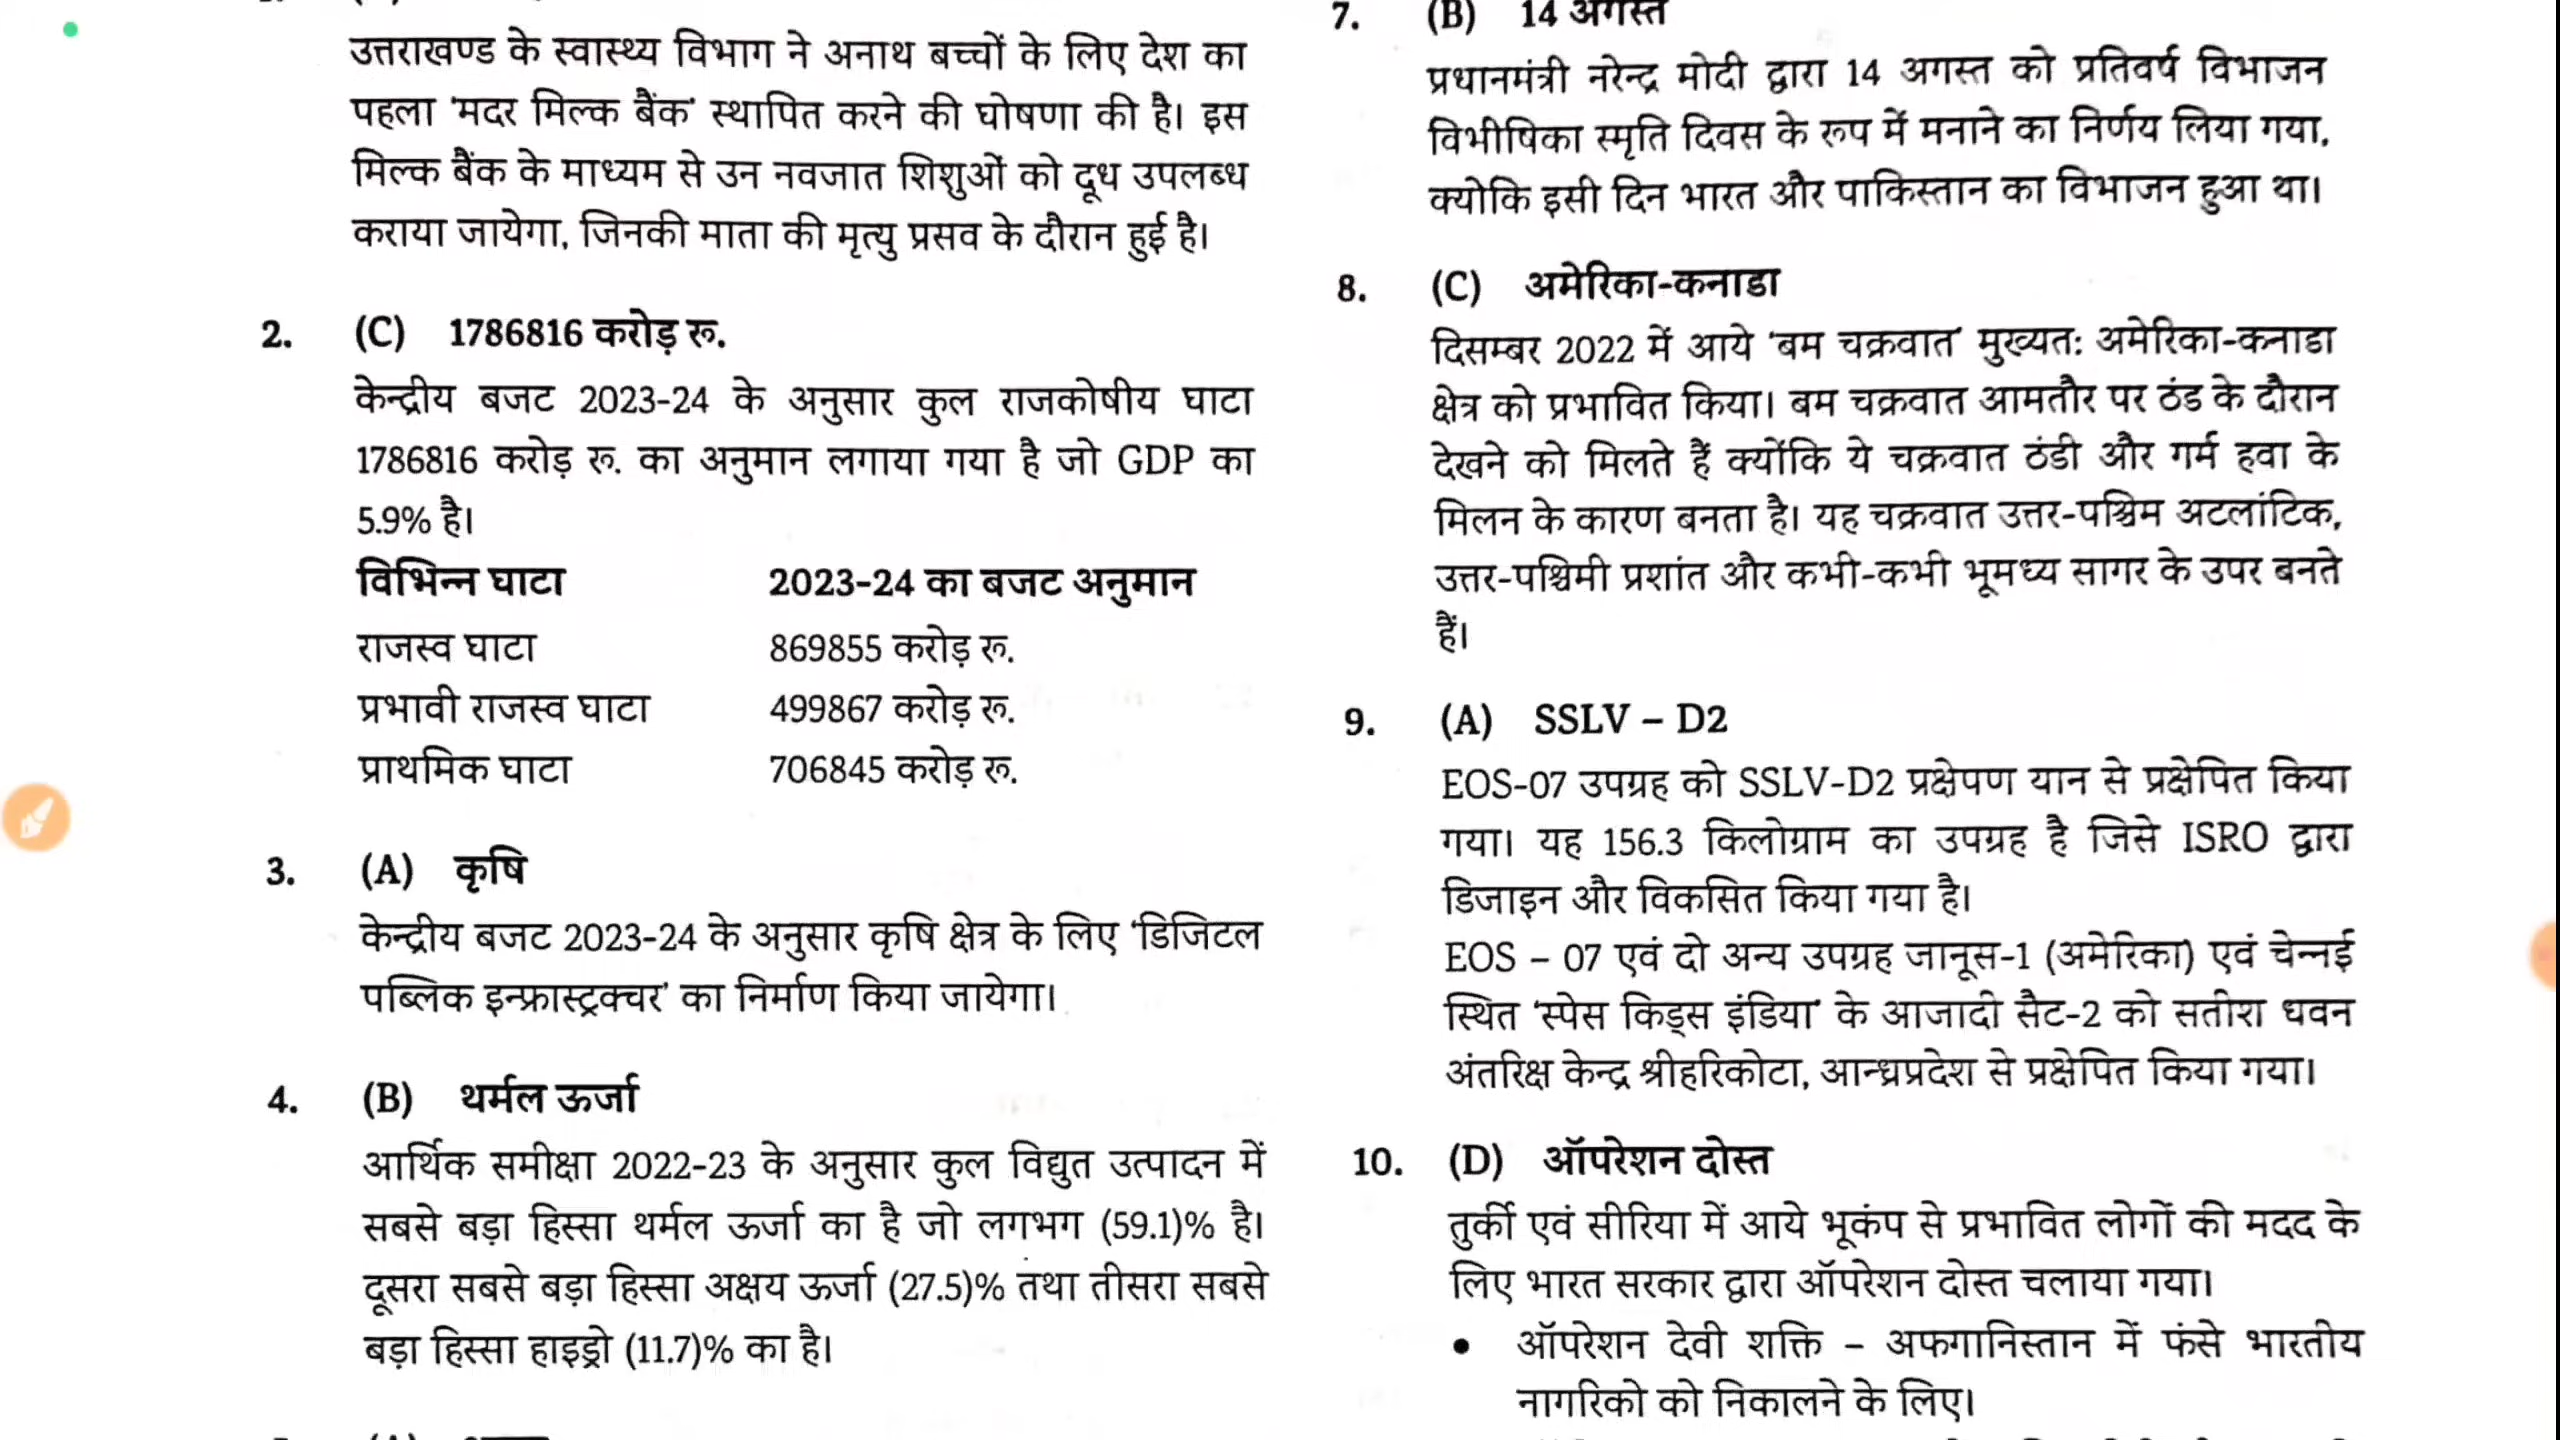 उत्तराखण्ड के स्वास्थ्य विभाग ने अनाथ बच्चों के लिए देश का
पहला 'मदर मिल्क बैंक' स्थापित करने की घोषणा की है। इस
मिल्क बैंक के माध्यम से उन नवजात शिशुओं को दूध उपलब्ध
कराया जायेगा, जिनकी माता की मृत्यु प्रसव के दौरान हुई है।
2. (C) 1786816 करोड़ रू.
केन्द्रीय बजट 2023-24 के अनुसार कुल राजकोषीय घाटा
1786816 करोड़ रू. का अनुमान लगाया गया है जो GDP का
5.9% है।
विभिन्न घाटा 2023-24 का बजट अनुमान
राजस्व घाटा 869855 करोड़ रू.
प्रभावी राजस्व घाटा 499867 करोड़ रू.
प्राथमिक घाटा 706845 करोड़ रू.
3. (A) कृषि
केन्द्रीय बजट 2023-24 के अनुसार कृषि क्षेत्र के लिए 'डिजिटल
पब्लिक इन्फ्रास्ट्रक्चर' का निर्माण किया जायेगा।
4. (B) थर्मल ऊर्जा
आर्थिक समीक्षा 2022-23 के अनुसार कुल विद्युत उत्पादन में
सबसे बड़ा हिस्सा थर्मल ऊर्जा का है जो लगभग (59.1)% है।
दूसरा सबसे बड़ा हिस्सा अक्षय ऊर्जा (27.5)% तथा तीसरा सबसे
बड़ा हिस्सा हाइड्रो (11.7)% का है।
7. (B) 14 अगस्त
प्रधानमंत्री नरेन्द्र मोदी द्वारा 14 अगस्त को प्रतिवर्ष विभाजन
विभीषिका स्मृति दिवस के रूप में मनाने का निर्णय लिया गया,
क्योकि इसी दिन भारत और पाकिस्तान का विभाजन हुआ था।
8. (C) अमेरिका-कनाडा
दिसम्बर 2022 में आये 'बम चक्रवात' मुख्यतः अमेरिका-कनाडा
क्षेत्र को प्रभावित किया। बम चक्रवात आमतौर पर ठंड के दौरान
देखने को मिलते हैं क्योंकि ये चक्रवात ठंडी और गर्म हवा के
मिलन के कारण बनता है। यह चक्रवात उत्तर-पश्चिम अटलांटिक,
उत्तर-पश्चिमी प्रशांत और कभी-कभी भूमध्य सागर के उपर बनते
हैं।
9. (A) SSLV – D2
EOS-07 उपग्रह को SSLV-D2 प्रक्षेपण यान से प्रक्षेपित किया
गया। यह 156.3 किलोग्राम का उपग्रह है जिसे ISRO द्वारा
डिजाइन और विकसित किया गया है।
EOS – 07 एवं दो अन्य उपग्रह जानूस-1 (अमेरिका) एवं चेन्नई
स्थित 'स्पेस किड्स इंडिया' के आजादी सैट-2 को सतीश धवन
अंतरिक्ष केन्द्र श्रीहरिकोटा, आन्ध्रप्रदेश से प्रक्षेपित किया गया।
10. (D) ऑपरेशन दोस्त
तुर्की एवं सीरिया में आये भूकंप से प्रभावित लोगों की मदद के
लिए भारत सरकार द्वारा ऑपरेशन दोस्त चलाया गया।
• ऑपरेशन देवी शक्ति – अफगानिस्तान में फंसे भारतीय
नागरिको को निकालने के लिए।